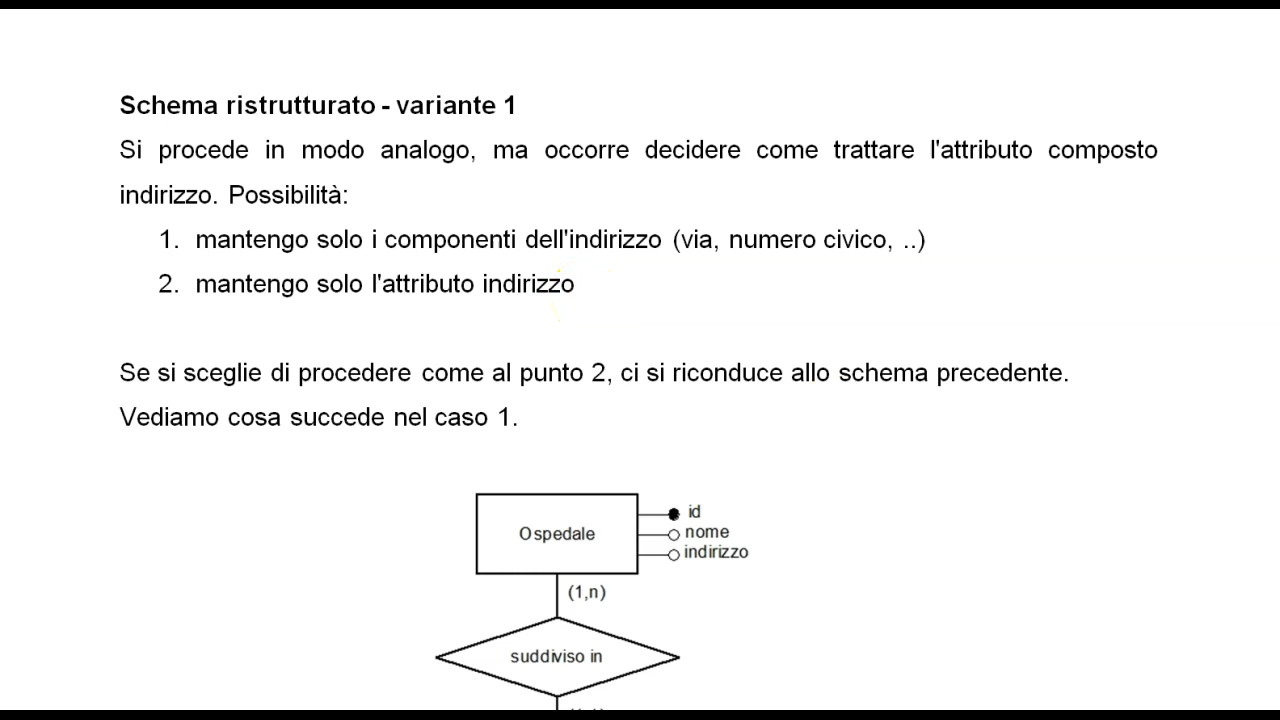 Schema ristrutturato - variante 1
Si procede in modo analogo, ma occorre decidere come trattare l'attributo composto
indirizzo. Possibilità:
1. mantengo solo i componenti dell'indirizzo (via, numero civico, ..)
2. mantengo solo l'attributo indirizzo
Se si sceglie di procedere come al punto 2, ci si riconduce allo schema precedente.
Vediamo cosa succede nel caso 1.
id
Ospedale
nome
indirizzo
(1,n)
suddiviso in